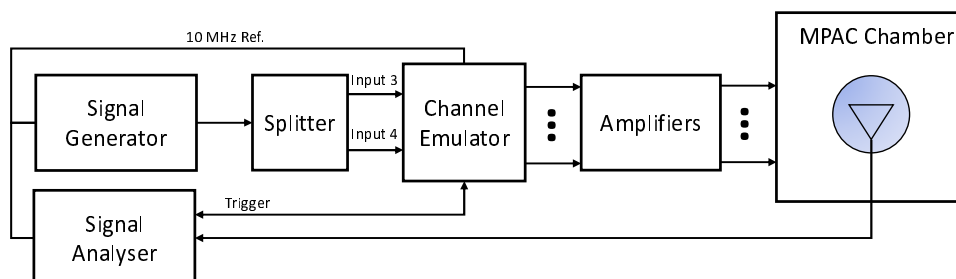 10 MHz Ref.
MPAC Chamber
Signal
Generator
Splitter
Input 3
Input 4
Channel
Emulator
Amplifiers
Trigger
Signal
Analyser